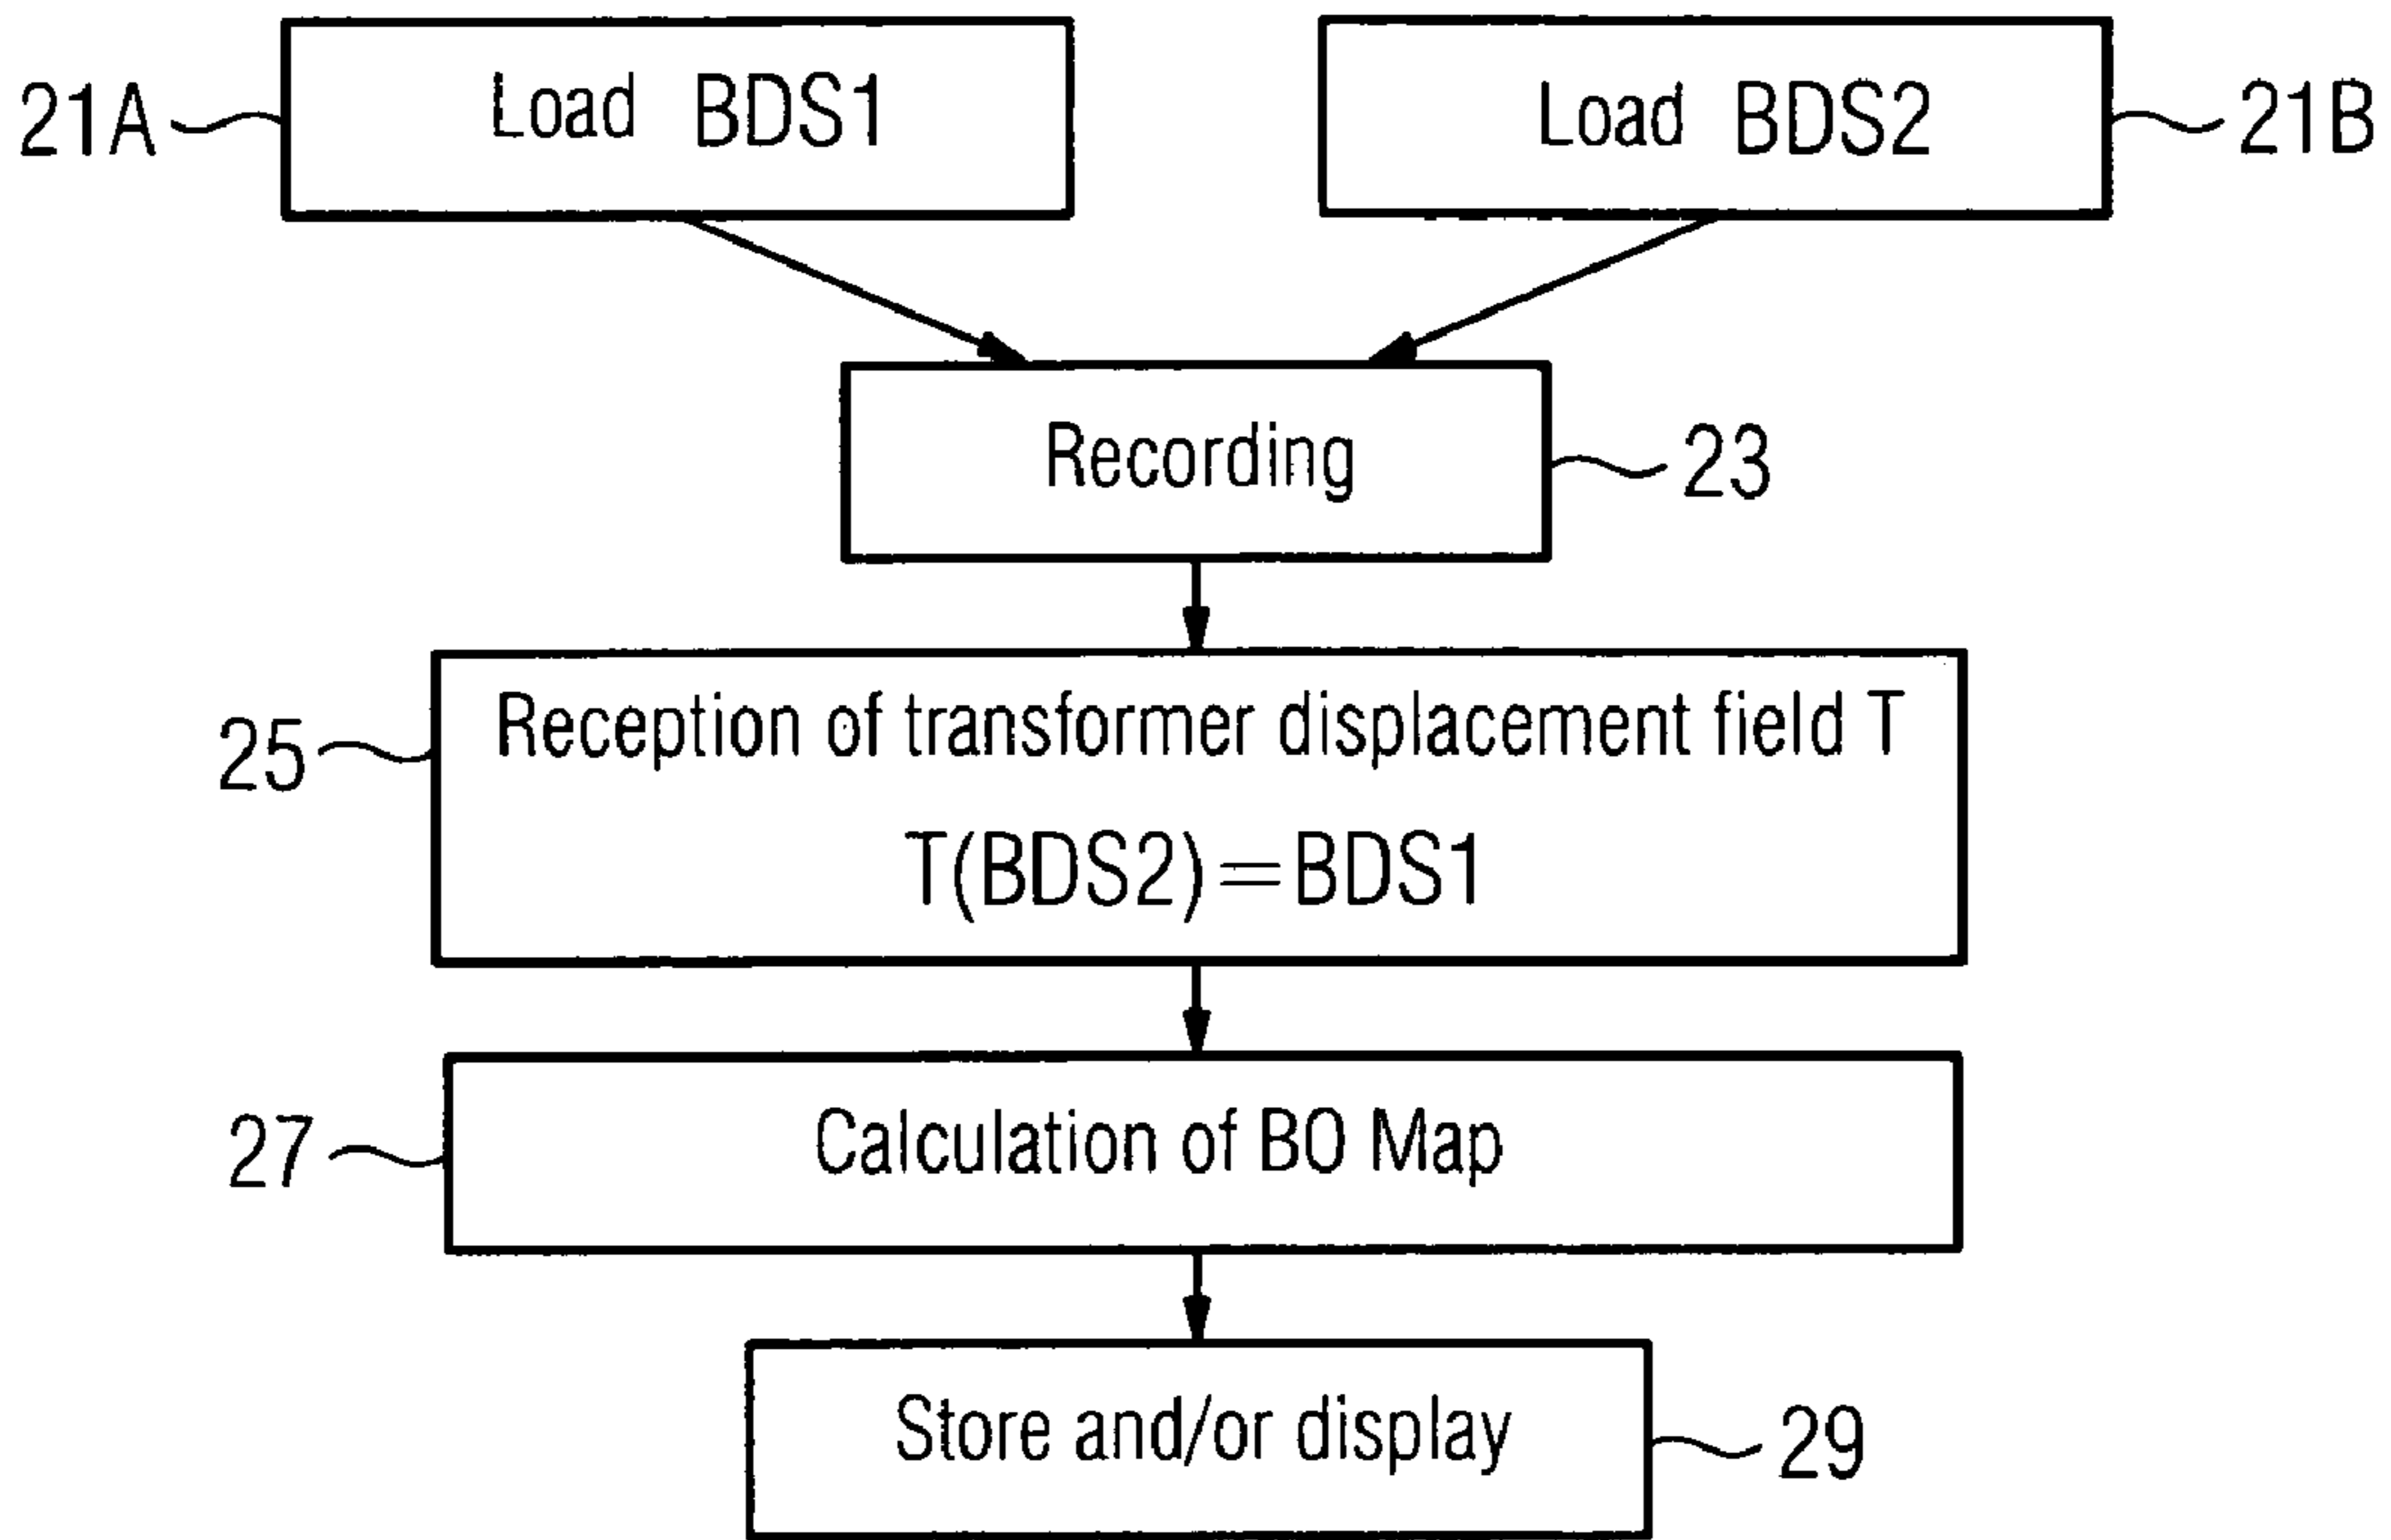 21A
Load BDS1
Load BDS2
21B
Recording
23
25
Reception of transformer displacement field T
T(BDS2)=BDS1
27
Calculation of B0 Map
Store and/or display
29